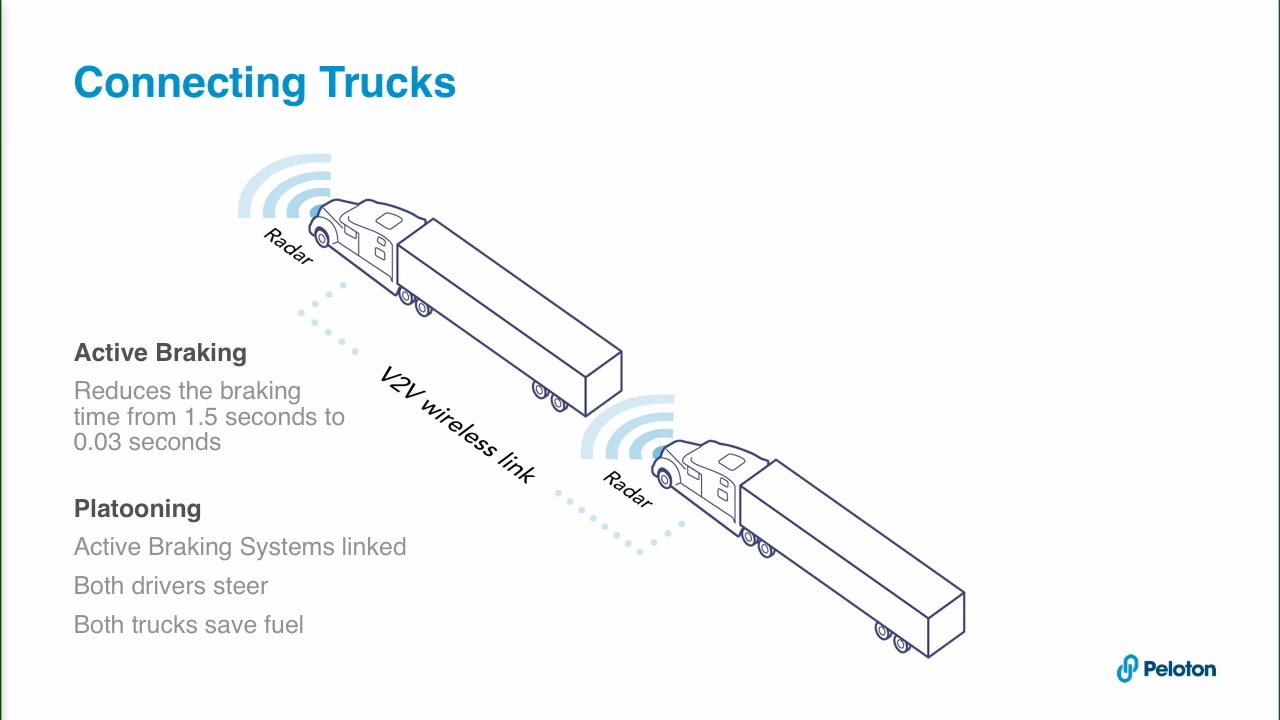 Connecting Trucks
Radar
Active Braking
Reduces the braking
time from 1.5 seconds to
0.03 seconds
V2V wireless link
Radar
Platooning
Active Braking Systems linked
Both drivers steer
Both trucks save fuel
Peloton